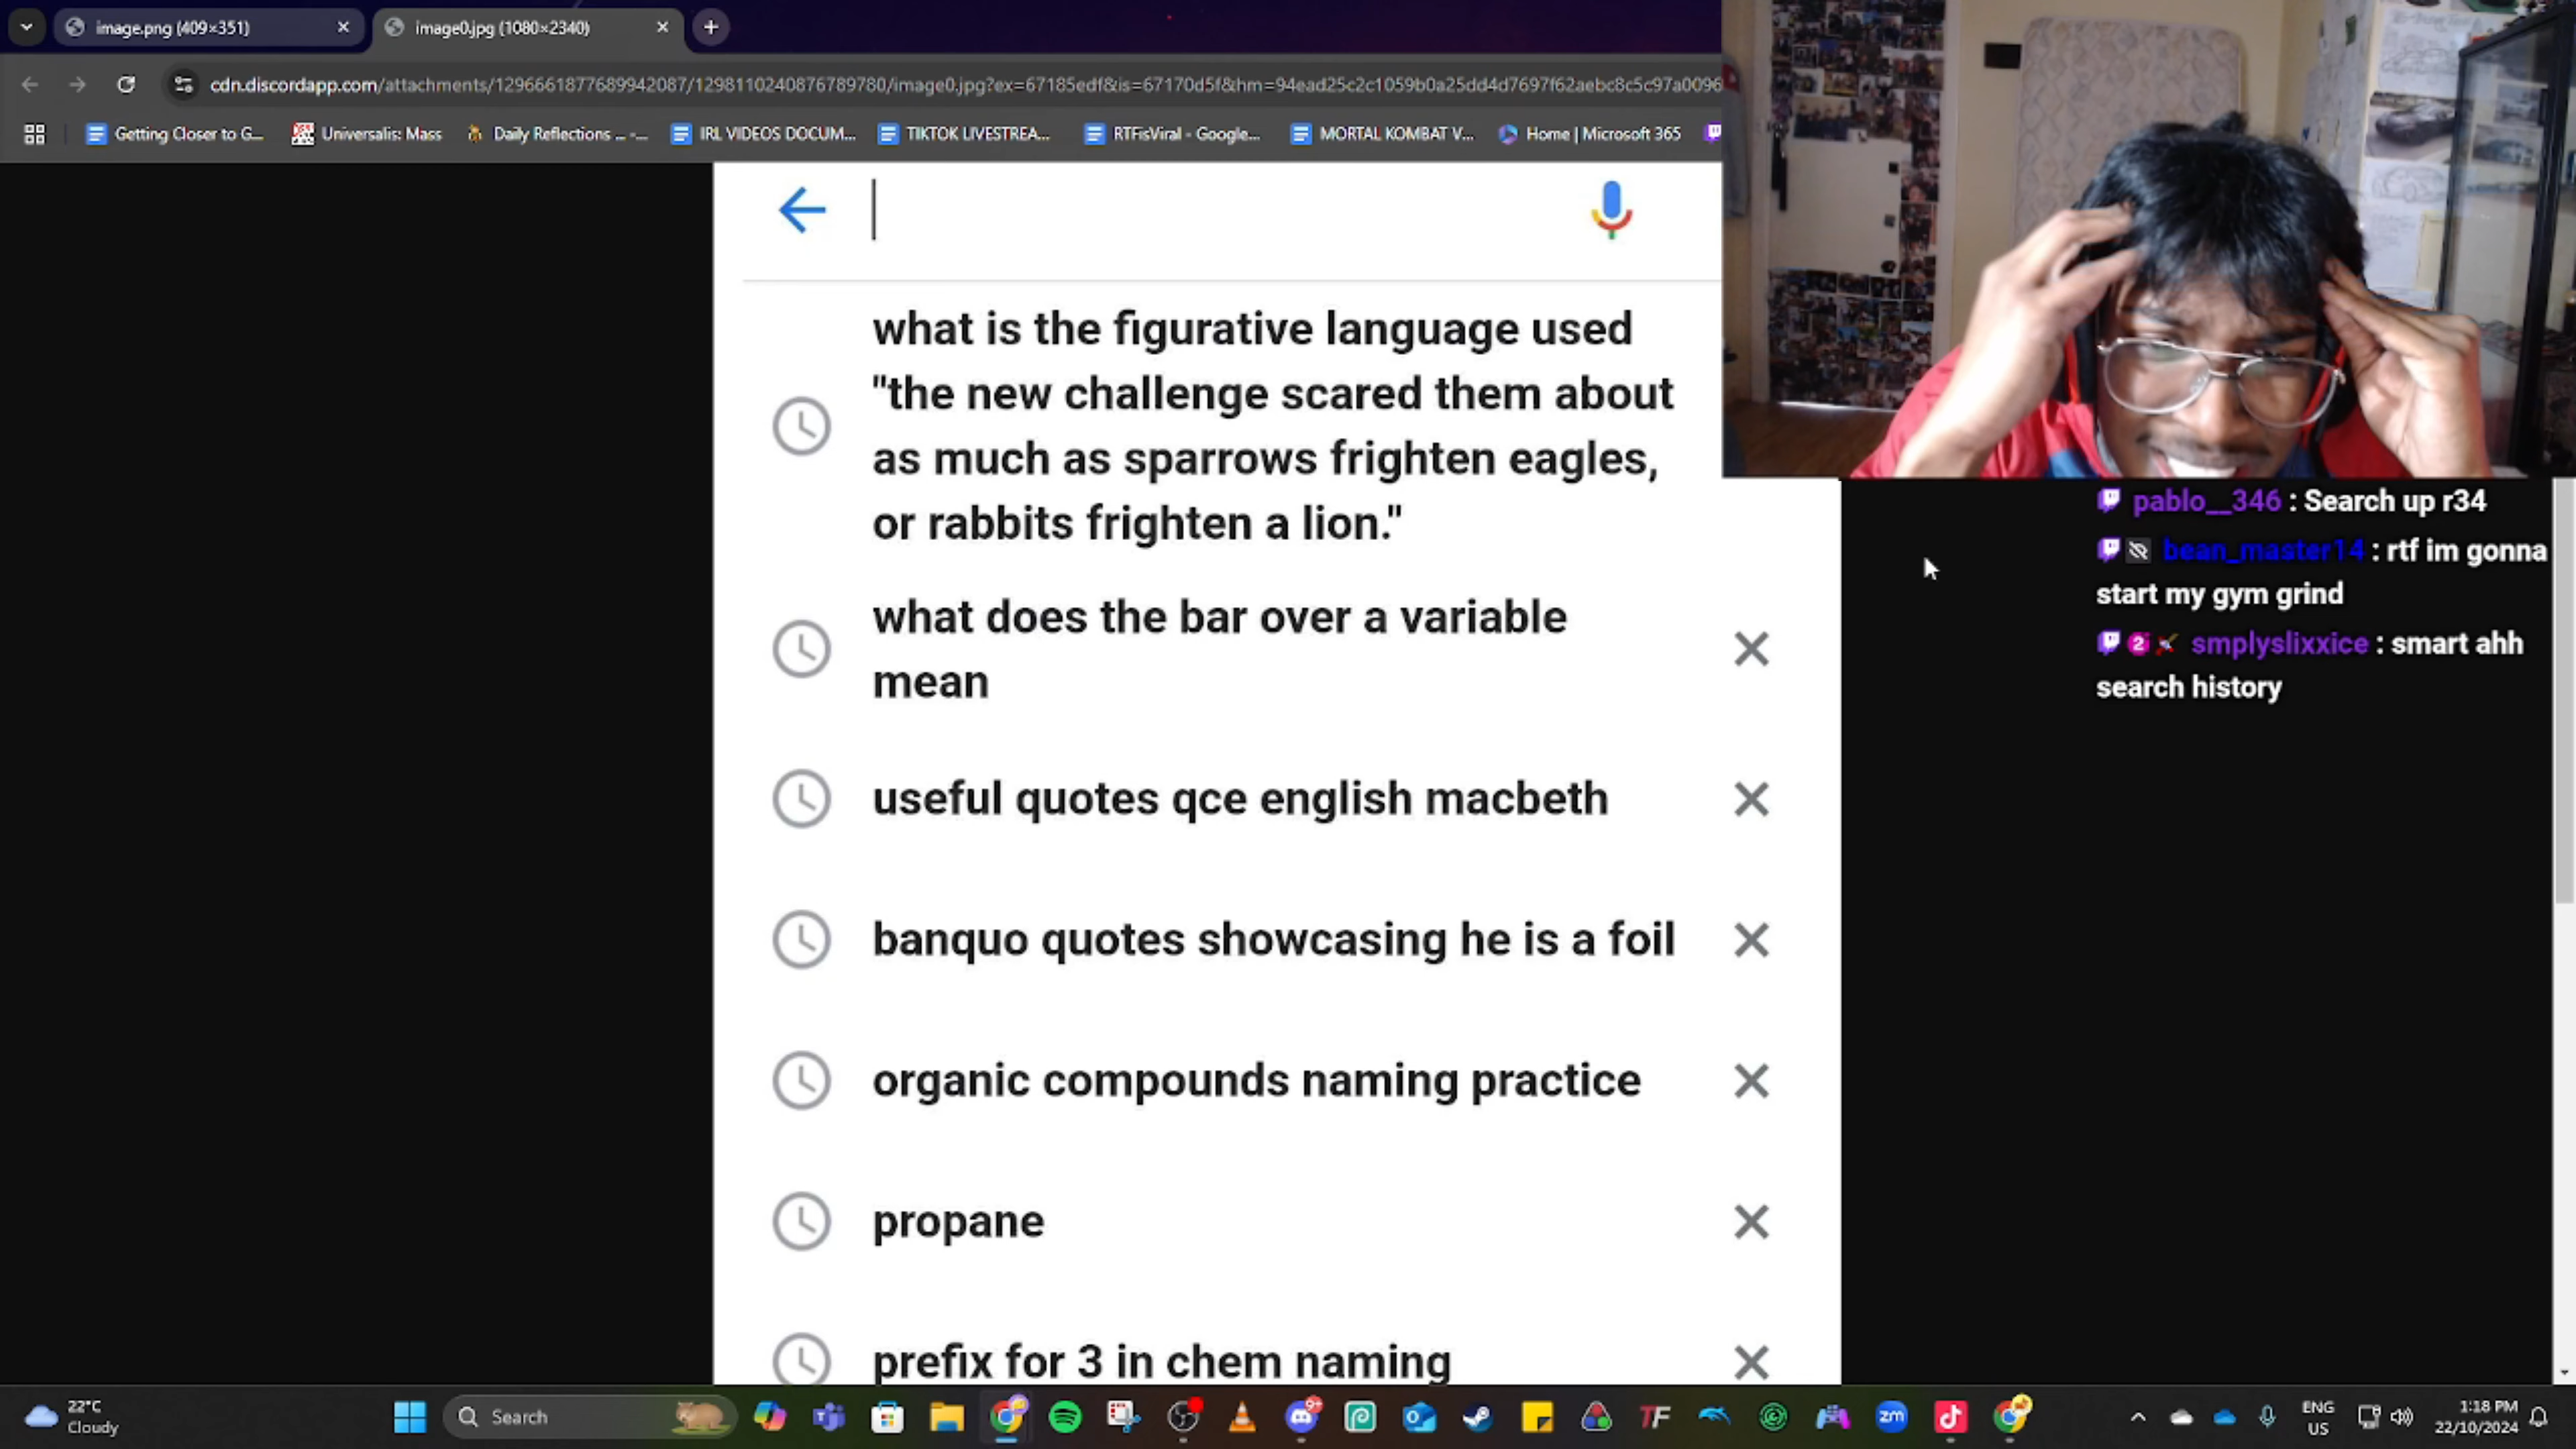 image.png (409×351)
image0.jpg (1080×2340)
cdn.discordapp.com/attachments/1296661877689942087/1298110240876789780/image0.jpg?ex=67185edf&is=67170d5f&hm=94ead25c2c1059b0a25dd4d7697f62aebc8c5c97a0096
Getting Closer to G...
Universalis: Mass
Daily Reflections ... -...
IRL VIDEOS DOCUM...
TIKTOK LIVESTREA...
RTFisViral - Google...
MORTAL KOMBAT V...
Home | Microsoft 365
what is the figurative language used
"the new challenge scared them about
as much as sparrows frighten eagles,
or rabbits frighten a lion."
what does the bar over a variable
mean
useful quotes qce english macbeth
banquo quotes showcasing he is a foil
organic compounds naming practice
propane
prefix for 3 in chem naming
pablo__346 : Search up r34
2
bean_master14 : rtf im gonna
start my gym grind
smplyslixxice : smart ahh
search history
22°C
Cloudy
Search
9+
TF
zm
ENG
US
1:18 PM
22/10/2024